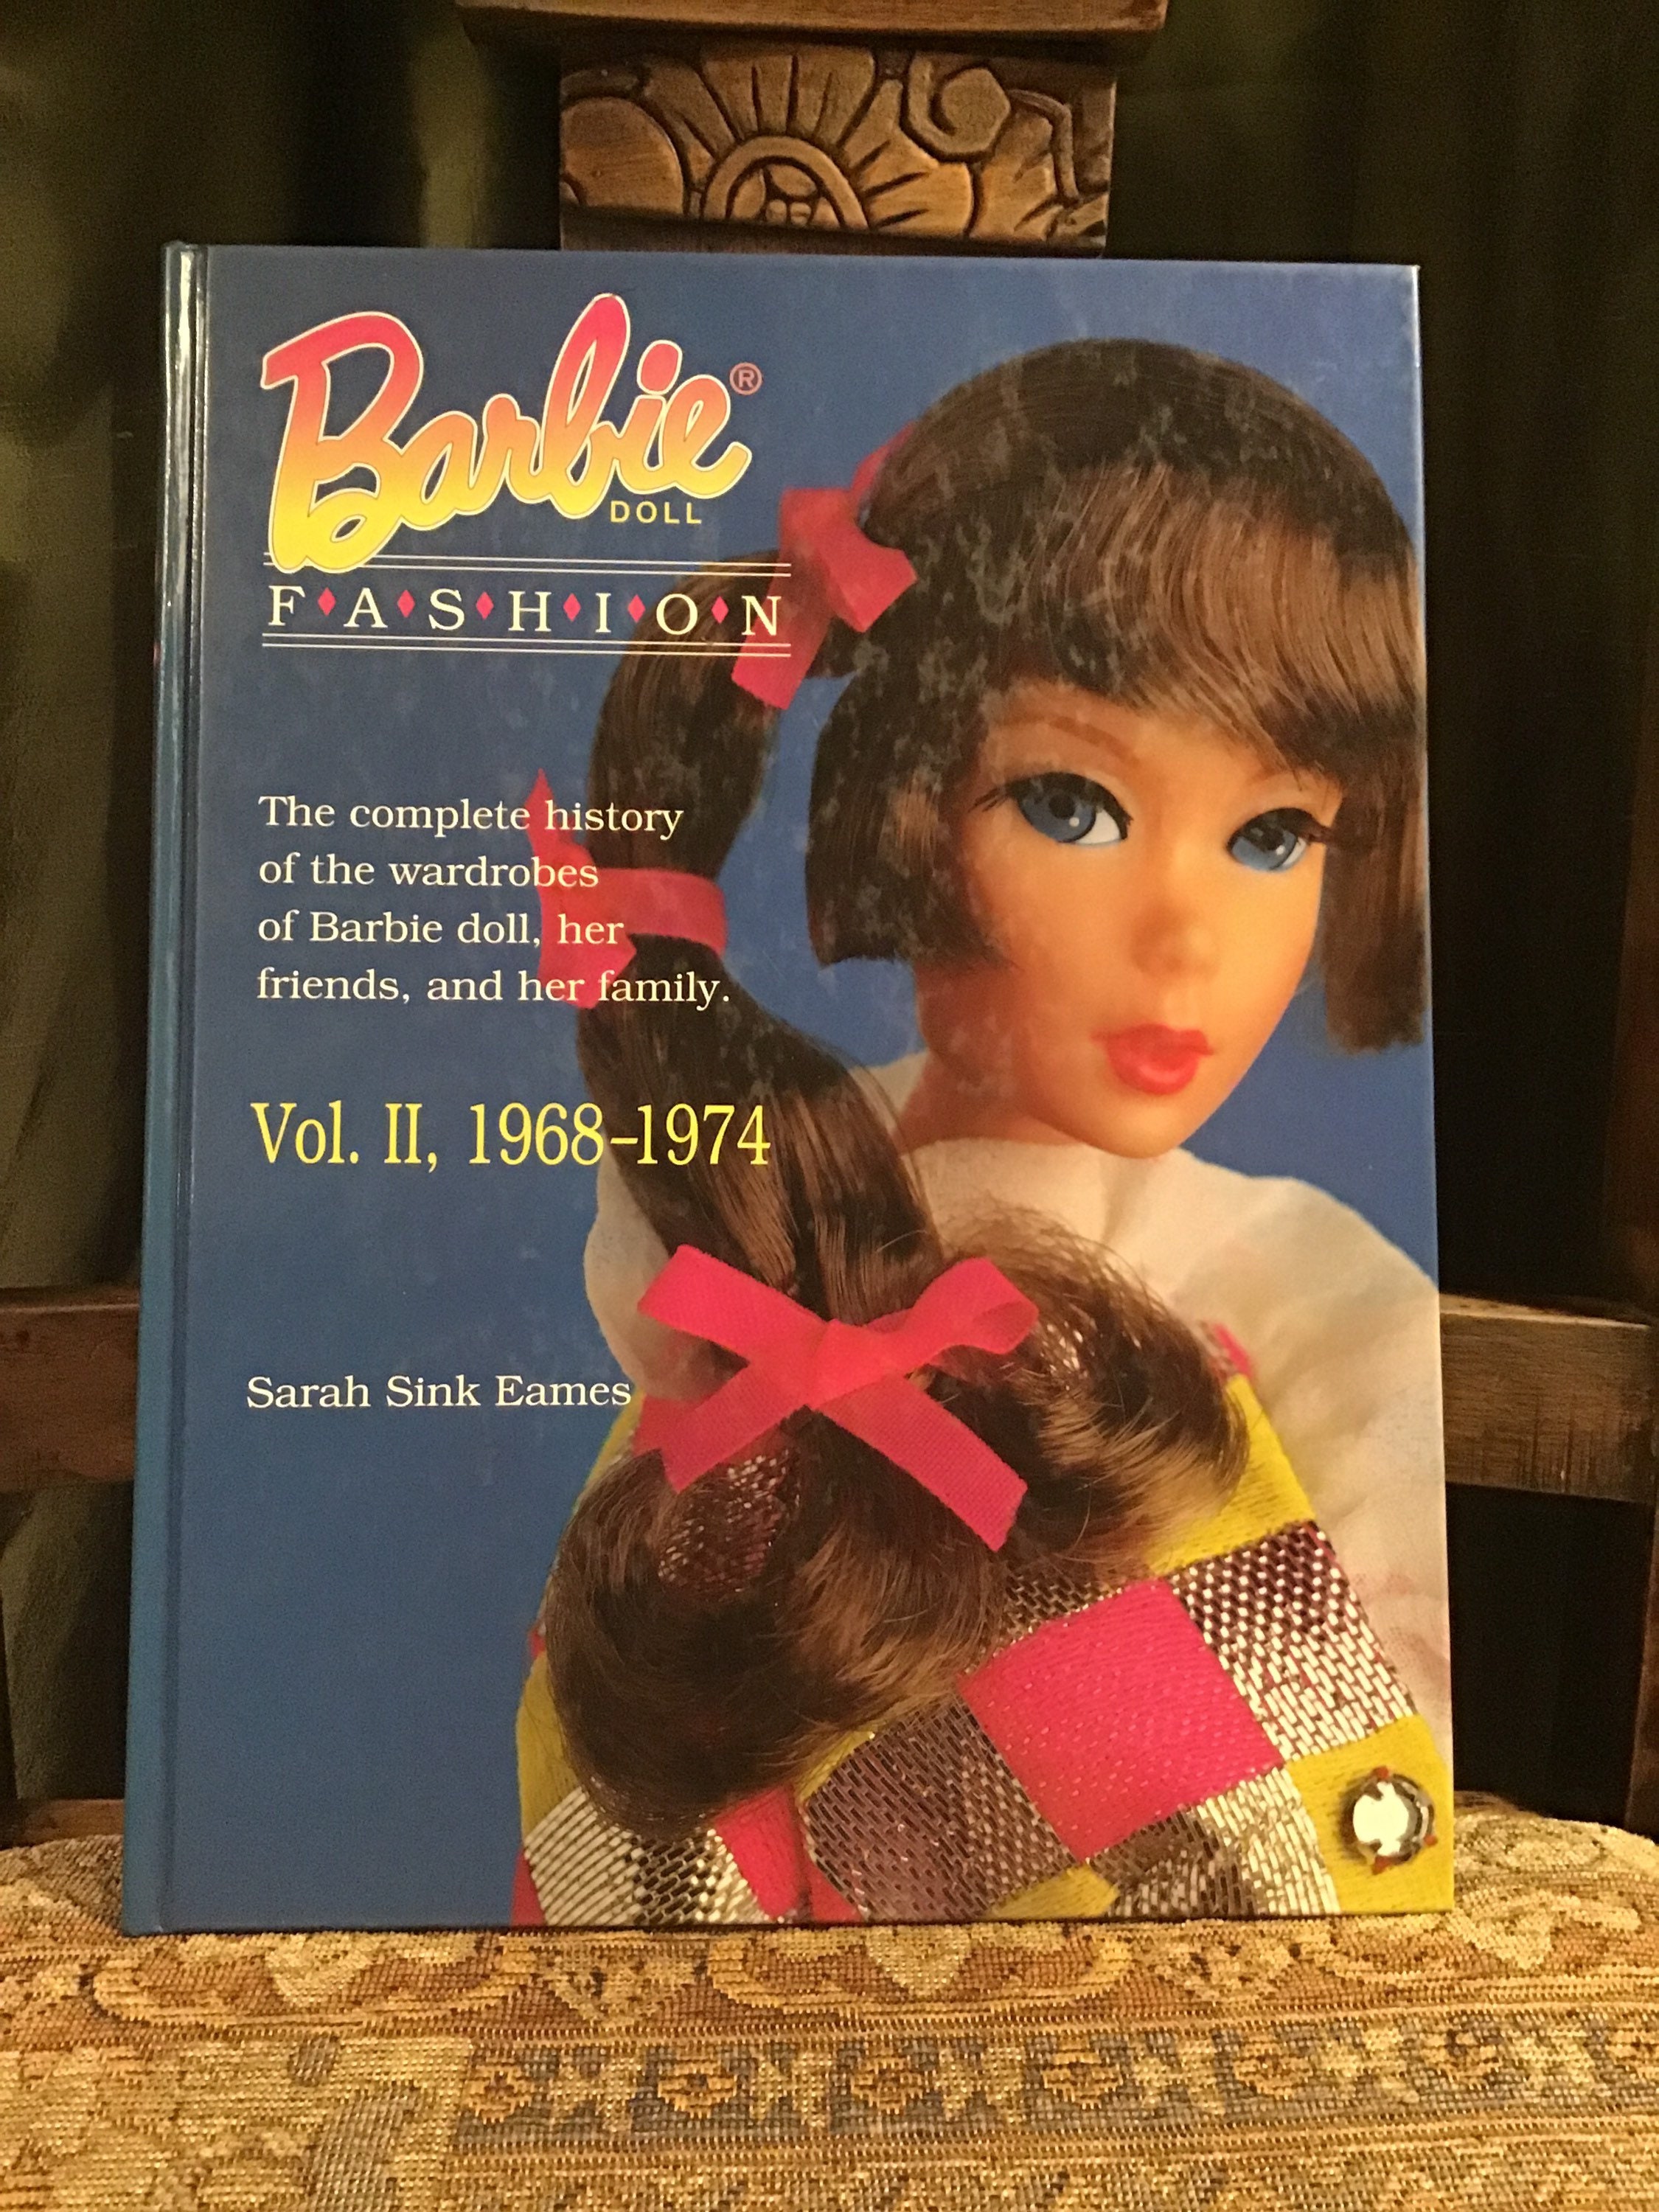 Barbie®
DOLL
F♦A♦S♦H♦I♦O♦N
The complete history
of the wardrobes
of Barbie doll, her
friends, and her family.
Vol. II, 1968–1974
Sarah Sink Eames